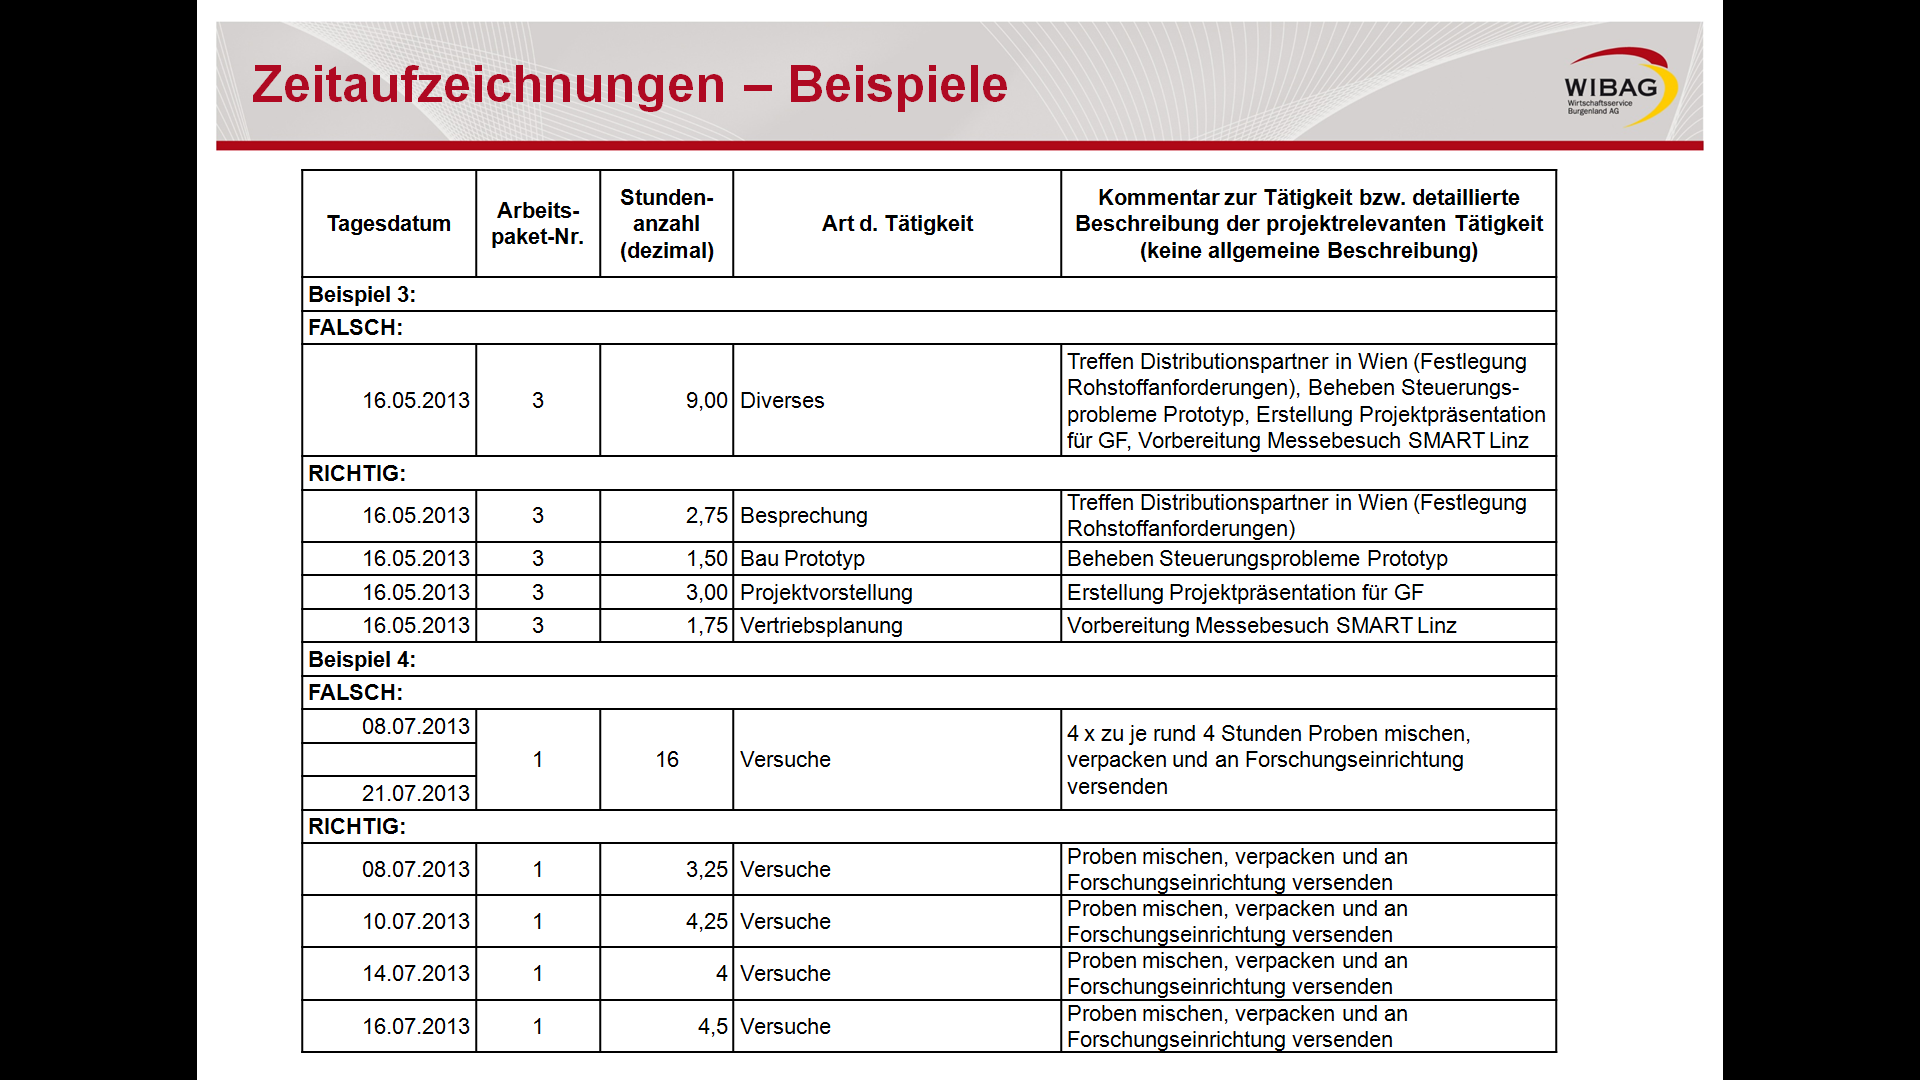 Zeitaufzeichnungen – Beispiele
WIBAG
Wirtschaftsservice
Burgenland AG
Tagesdatum
Arbeits-
paket-Nr.
Stunden-
anzahl
(dezimal)
Art d. Tätigkeit
Kommentar zur Tätigkeit bzw. detaillierte
Beschreibung der projektrelevanten Tätigkeit
(keine allgemeine Beschreibung)
Beispiel 3:
FALSCH:
16.05.2013 3 9,00 Diverses
Treffen Distributionspartner in Wien (Festlegung
Rohstoffanforderungen), Beheben Steuerungs-
probleme Prototyp, Erstellung Projektpräsentation
für GF, Vorbereitung Messebesuch SMART Linz
RICHTIG:
16.05.2013 3 2,75 Besprechung
Treffen Distributionspartner in Wien (Festlegung
Rohstoffanforderungen)
16.05.2013 3 1,50 Bau Prototyp Beheben Steuerungsprobleme Prototyp
16.05.2013 3 3,00 Projektvorstellung Erstellung Projektpräsentation für GF
16.05.2013 3 1,75 Vertriebsplanung Vorbereitung Messebesuch SMART Linz
Beispiel 4:
FALSCH:
08.07.2013
21.07.2013
1 16 Versuche
4 x zu je rund 4 Stunden Proben mischen,
verpacken und an Forschungseinrichtung
versenden
RICHTIG:
08.07.2013 1 3,25 Versuche
Proben mischen, verpacken und an
Forschungseinrichtung versenden
10.07.2013 1 4,25 Versuche
Proben mischen, verpacken und an
Forschungseinrichtung versenden
14.07.2013 1 4 Versuche
Proben mischen, verpacken und an
Forschungseinrichtung versenden
16.07.2013 1 4,5 Versuche
Proben mischen, verpacken und an
Forschungseinrichtung versenden